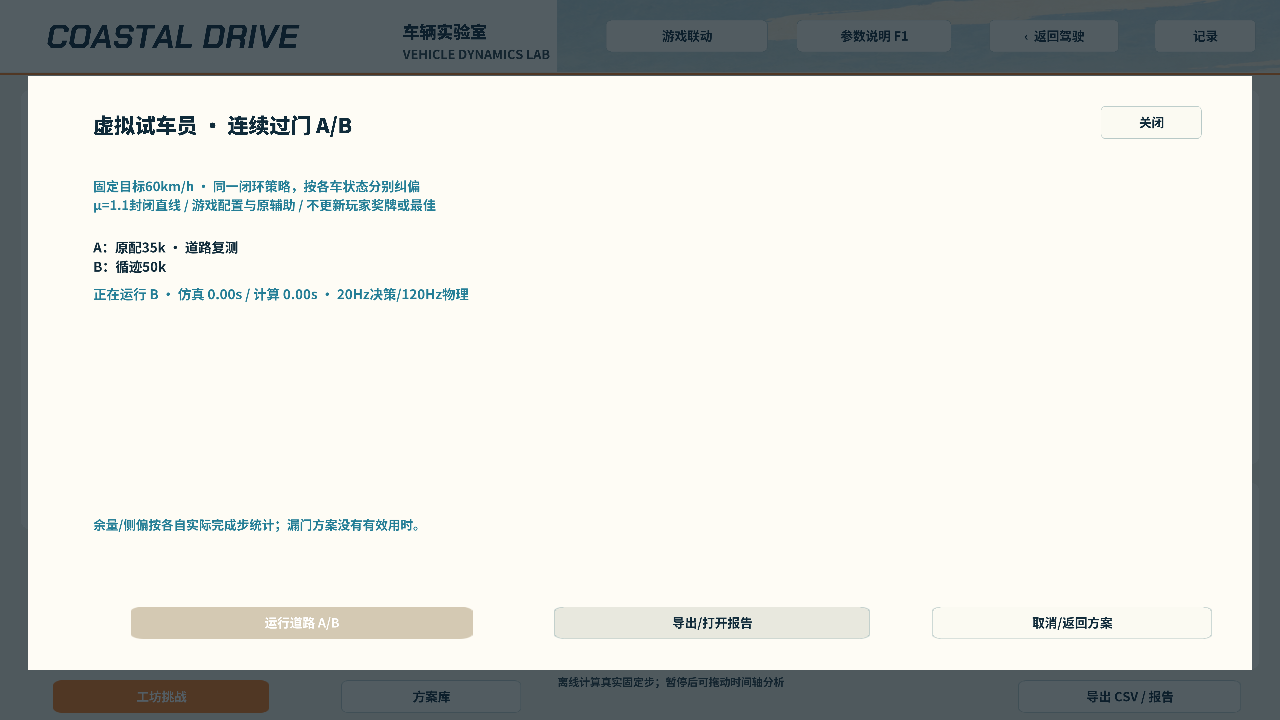 COASTAL DRIVE
车辆实验室
VEHICLE DYNAMICS LAB
游戏联动
参数说明 F1
‹ 返回驾驶
记录
虚拟试车员 · 连续过门 A/B
关闭
固定目标60km/h · 同一闭环策略，按各车状态分别纠偏
μ=1.1封闭直线 / 游戏配置与原辅助 / 不更新玩家奖牌或最佳
A：原配35k · 道路复测
B：循迹50k
正在运行 B · 仿真 0.00s / 计算 0.00s · 20Hz决策/120Hz物理
余量/侧偏按各自实际完成步统计；漏门方案没有有效用时。
运行道路 A/B
导出/打开报告
取消/返回方案
工坊挑战
方案库
离线计算真实固定步；暂停后可拖动时间轴分析
导出 CSV / 报告